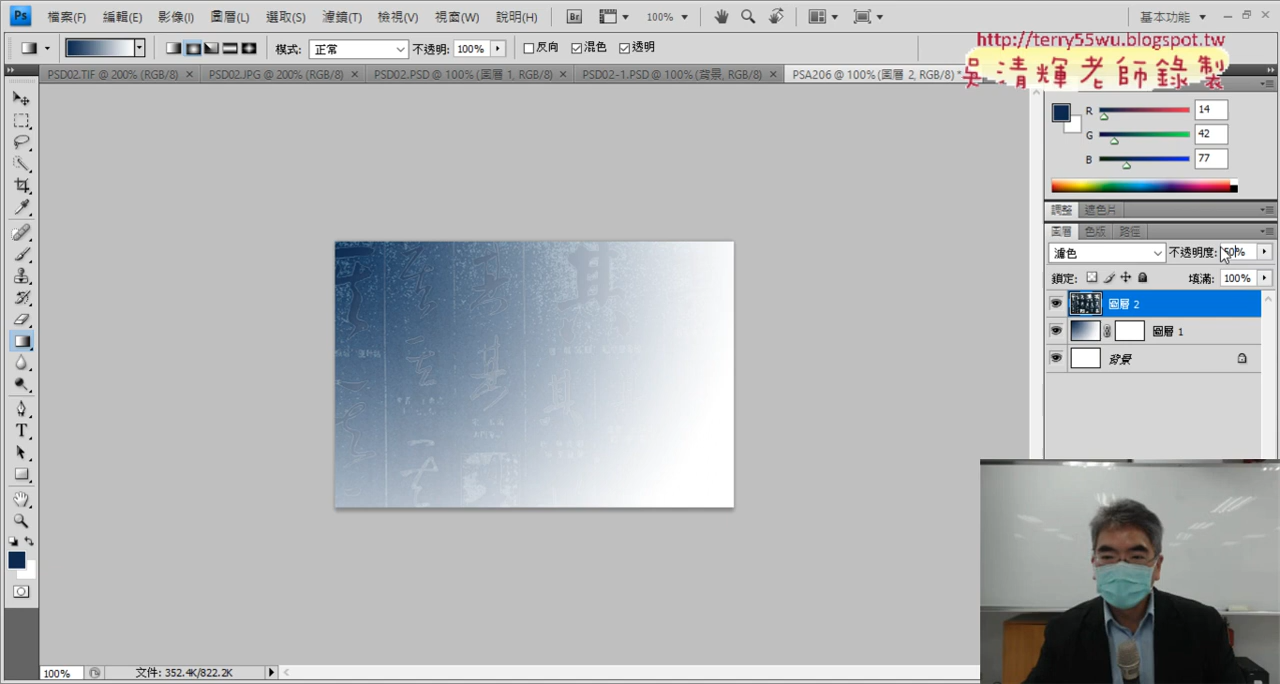 http://terry55wu.blogspot.tw
吳清輝老師錄製
Ps 檔案(F) 編輯(E) 影像(I) 圖層(L) 選取(S) 濾鏡(T) 檢視(V) 視窗(W) 說明(H) Br 100% 基本功能
模式: 正常 不透明: 100% 反向 混色 透明
PSD02.TIF @ 200% (RGB/8) × PSD02.JPG @ 200% (RGB/8) × PSD02.PSD @ 100% (圖層 1, RGB/8) × PSD02-1.PSD @ 100% (背景, RGB/8) × PSA206 @ 100% (圖層 2, RGB/8) *
R 14
G 42
B 77
調整 遮色片
圖層 色版 路徑
濾色 不透明度: 50%
鎖定: 填滿: 100%
圖層 2
圖層 1
背景
T
100% 文件: 352.4K/822.2K